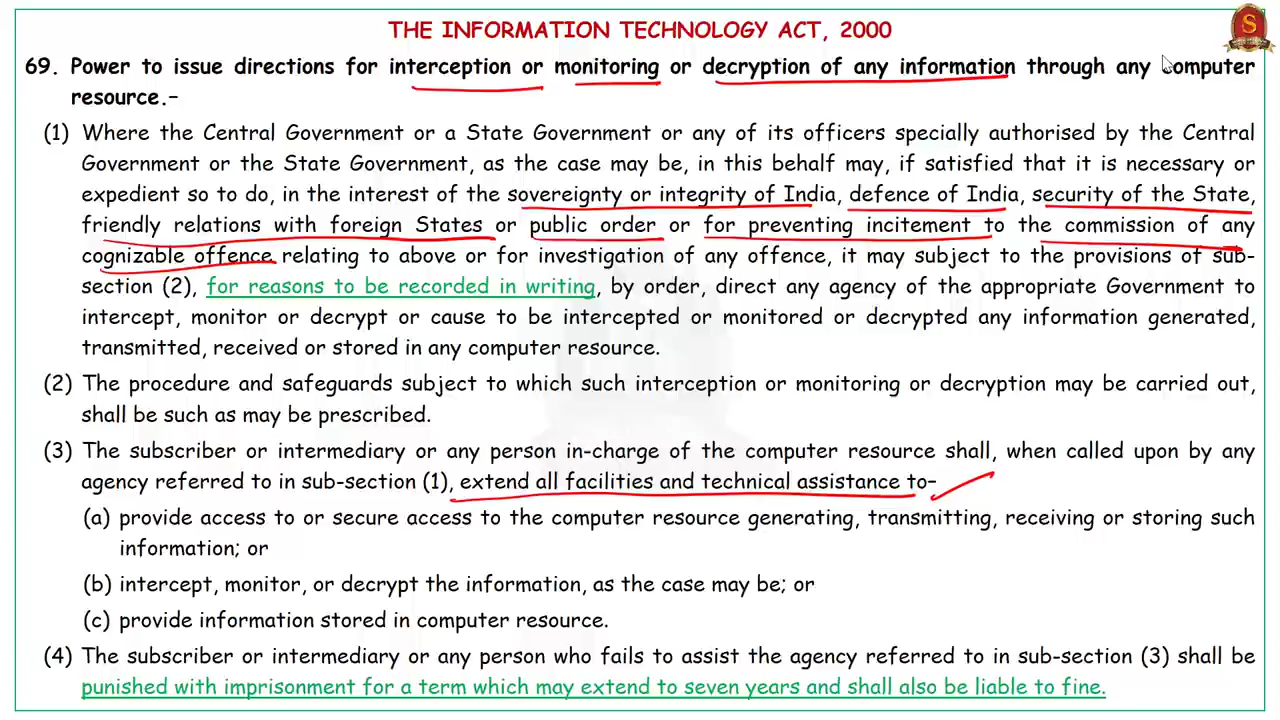 THE INFORMATION TECHNOLOGY ACT, 2000
S
69. Power to issue directions for interception or monitoring or decryption of any information through any computer
resource.–
(1) Where the Central Government or a State Government or any of its officers specially authorised by the Central
Government or the State Government, as the case may be, in this behalf may, if satisfied that it is necessary or
expedient so to do, in the interest of the sovereignty or integrity of India, defence of India, security of the State,
friendly relations with foreign States or public order or for preventing incitement to the commission of any
cognizable offence relating to above or for investigation of any offence, it may subject to the provisions of sub-
section (2), for reasons to be recorded in writing, by order, direct any agency of the appropriate Government to
intercept, monitor or decrypt or cause to be intercepted or monitored or decrypted any information generated,
transmitted, received or stored in any computer resource.
(2) The procedure and safeguards subject to which such interception or monitoring or decryption may be carried out,
shall be such as may be prescribed.
(3) The subscriber or intermediary or any person in-charge of the computer resource shall, when called upon by any
agency referred to in sub-section (1), extend all facilities and technical assistance to–
(a) provide access to or secure access to the computer resource generating, transmitting, receiving or storing such
information; or
(b) intercept, monitor, or decrypt the information, as the case may be; or
(c) provide information stored in computer resource.
(4) The subscriber or intermediary or any person who fails to assist the agency referred to in sub-section (3) shall be
punished with imprisonment for a term which may extend to seven years and shall also be liable to fine.